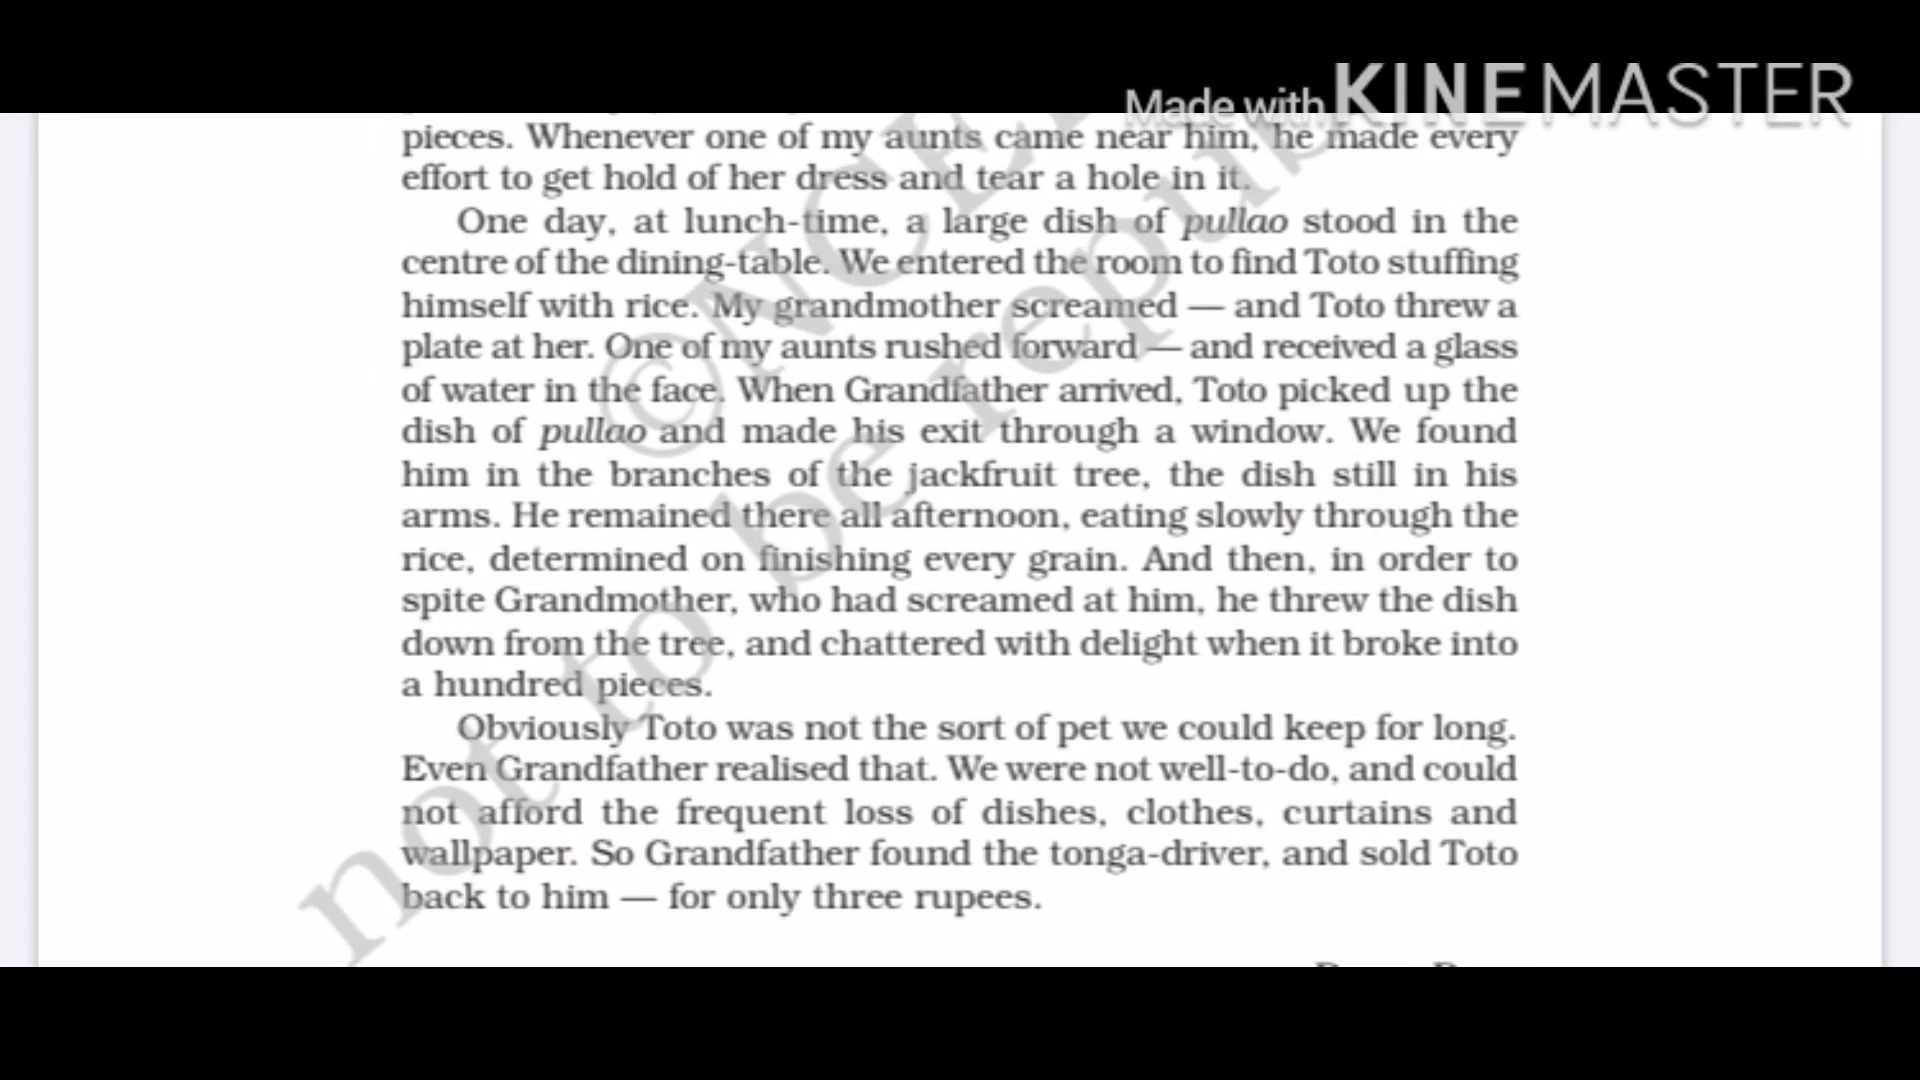 Made with KINEMASTER
pieces. Whenever one of my aunts came near him, he made every
effort to get hold of her dress and tear a hole in it.
One day, at lunch-time, a large dish of pullao stood in the
centre of the dining-table. We entered the room to find Toto stuffing
himself with rice. My grandmother screamed — and Toto threw a
plate at her. One of my aunts rushed forward — and received a glass
of water in the face. When Grandfather arrived, Toto picked up the
dish of pullao and made his exit through a window. We found
him in the branches of the jackfruit tree, the dish still in his
arms. He remained there all afternoon, eating slowly through the
rice, determined on finishing every grain. And then, in order to
spite Grandmother, who had screamed at him, he threw the dish
down from the tree, and chattered with delight when it broke into
a hundred pieces.
Obviously Toto was not the sort of pet we could keep for long.
Even Grandfather realised that. We were not well-to-do, and could
not afford the frequent loss of dishes, clothes, curtains and
wallpaper. So Grandfather found the tonga-driver, and sold Toto
back to him — for only three rupees.
©NCE
not to be repub